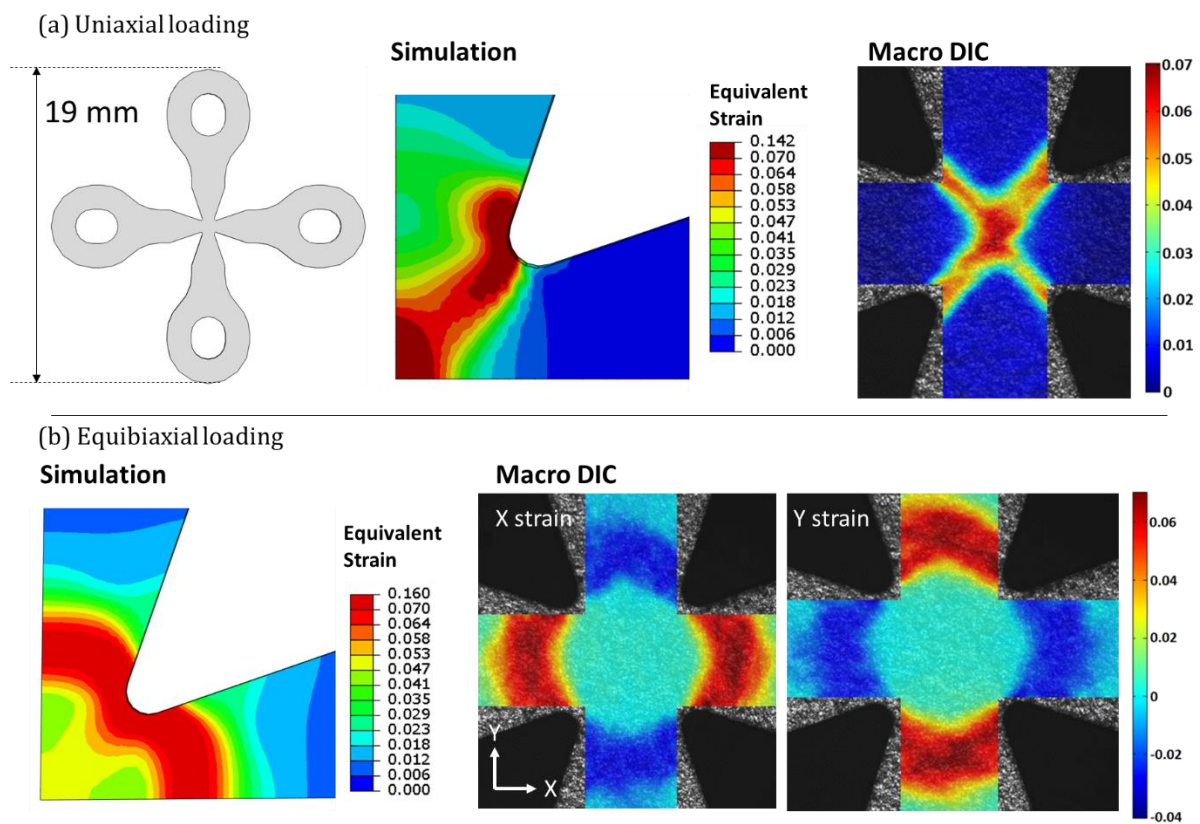 (a) Uniaxial loading
19 mm
Simulation
Equivalent
Strain
0.142
0.070
0.064
0.058
0.053
0.047
0.041
0.035
0.029
0.023
0.018
0.012
0.006
0.000
Macro DIC
0.07
0.06
0.05
0.04
0.03
0.02
0.01
0
(b) Equibiaxial loading
Simulation
Equivalent
Strain
0.160
0.070
0.064
0.058
0.053
0.047
0.041
0.035
0.029
0.023
0.018
0.012
0.006
0.000
Macro DIC
X strain
Y
X
Y strain
0.06
0.04
0.02
0
-0.02
-0.04